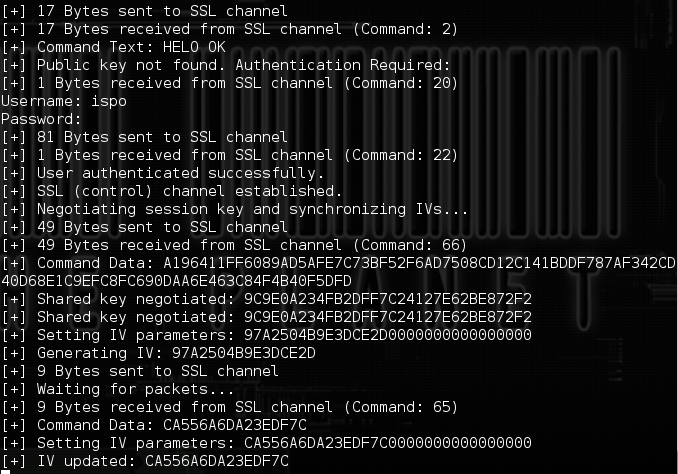 [+] 17 Bytes sent to SSL channel
[+] 17 Bytes received from SSL channel (Command: 2)
[+] Command Text: HELO OK
[+] Public key not found. Authentication Required:
[+] 1 Bytes received from SSL channel (Command: 20)
Username: ispo
Password:
[+] 81 Bytes sent to SSL channel
[+] 1 Bytes received from SSL channel (Command: 22)
[+] User authenticated successfully.
[+] SSL (control) channel established.
[+] Negotiating session key and synchronizing IVs...
[+] 49 Bytes sent to SSL channel
[+] 49 Bytes received from SSL channel (Command: 66)
[+] Command Data: A196411FF6089AD5AFE7C73BF52F6AD7508CD12C141BDDF787AF342CD
40D68E1C9EFC8FC690DAA6E463C84F4B40F5DFD
[+] Shared key negotiated: 9C9E0A234FB2DFF7C24127E62BE872F2
[+] Shared key negotiated: 9C9E0A234FB2DFF7C24127E62BE872F2
[+] Setting IV parameters: 97A2504B9E3DCE2D0000000000000000
[+] Generating IV: 97A2504B9E3DCE2D
[+] 9 Bytes sent to SSL channel
[+] Waiting for packets...
[+] 9 Bytes received from SSL channel (Command: 65)
[+] Command Data: CA556A6DA23EDF7C
[+] Setting IV parameters: CA556A6DA23EDF7C0000000000000000
[+] IV updated: CA556A6DA23EDF7C